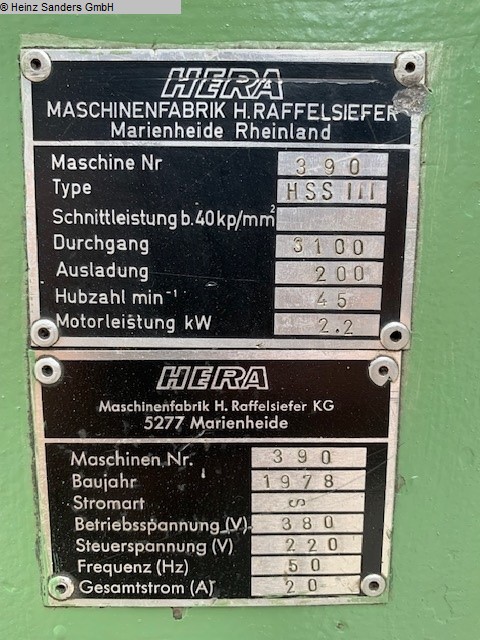 © Heinz Sanders GmbH
HERA
MASCHINENFABRIK H.RAFFELSIEFER
Marienheide Rheinland
Maschine Nr 390
Type HSS III
Schnittleistung b.40kp/mm²
Durchgang 3100
Ausladung 200
Hubzahl min⁻¹ 45
Motorleistung kW 2.2
HERA
Maschinenfabrik H. Raffelsiefer KG
5277 Marienheide
Maschinen Nr. 390
Baujahr 1978
Stromart S
Betriebsspannung (V) 380
Steuerspannung (V) 220
Frequenz (Hz) 50
Gesamtstrom (A) 20